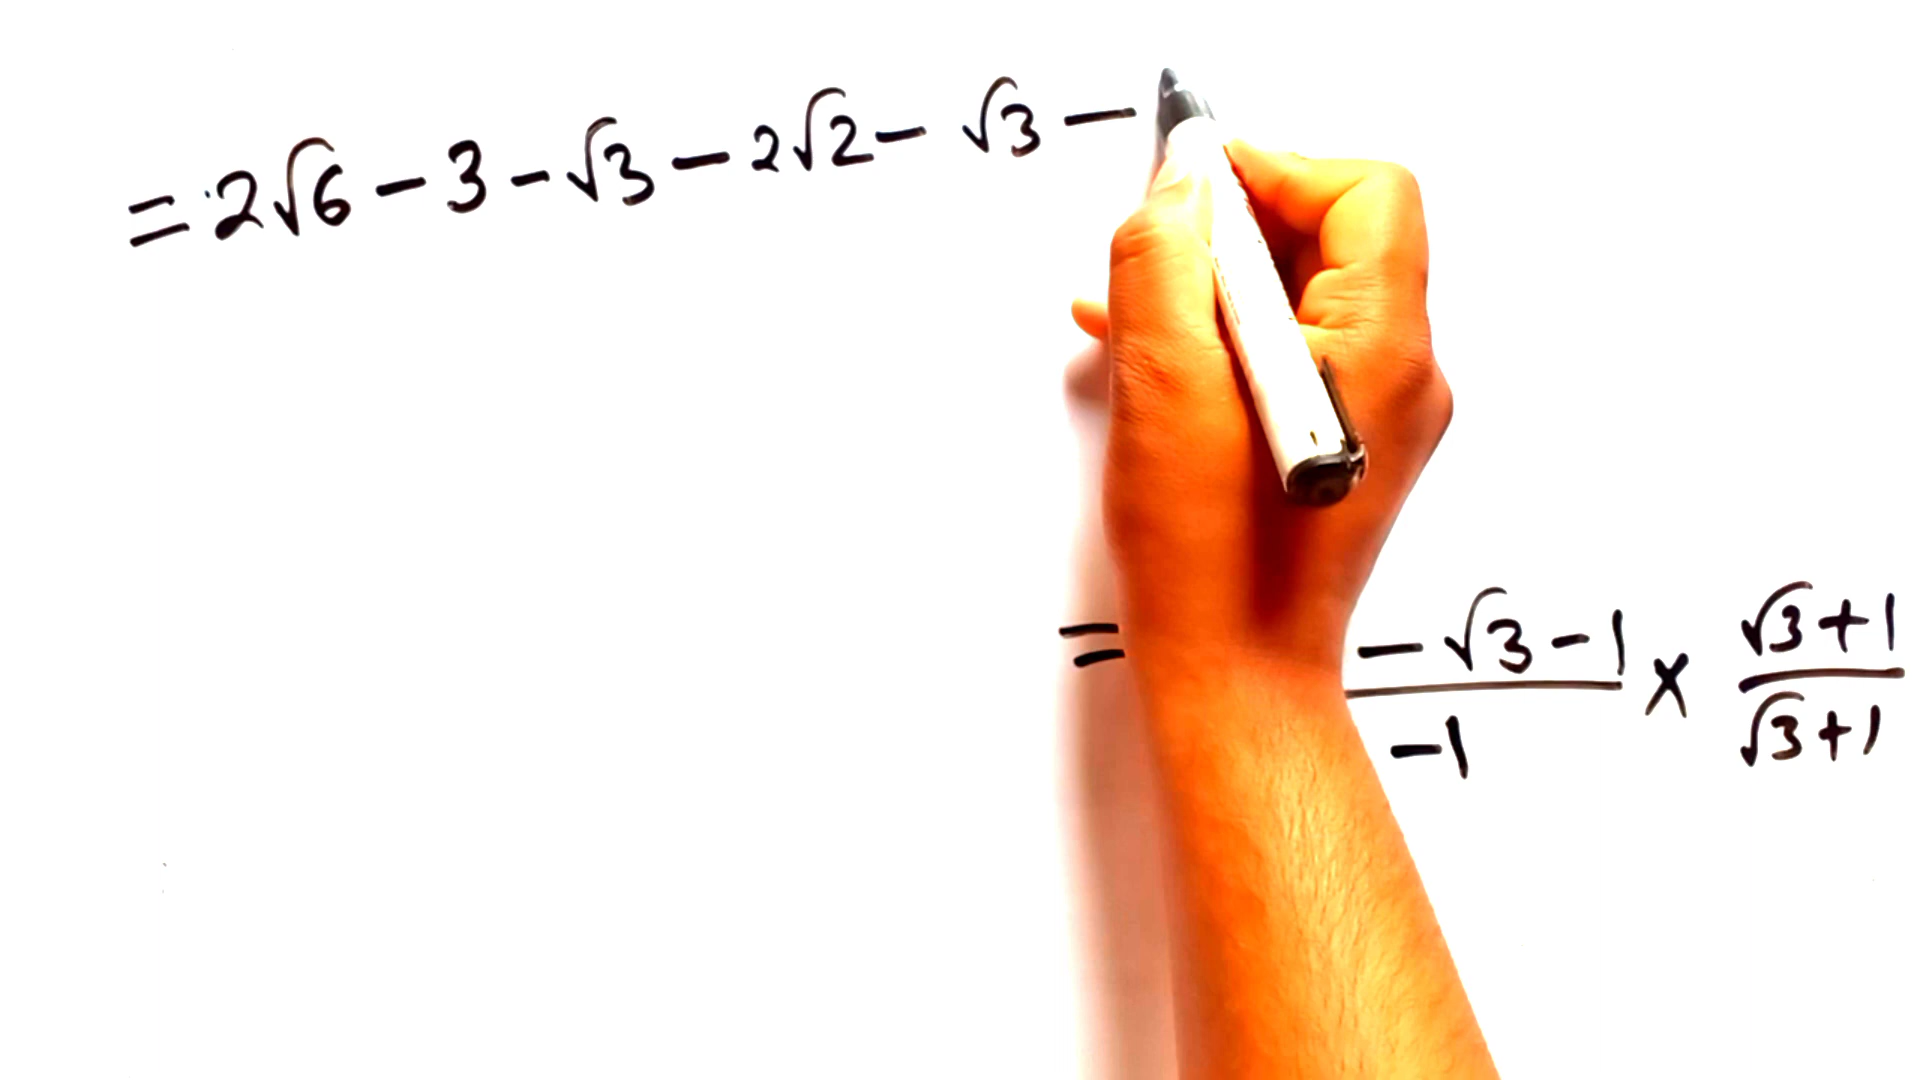 = 2√6 - 3 - √3 - 2√2 - √3 -
= - √3 - 1 / -1 × √3 + 1 / √3 + 1